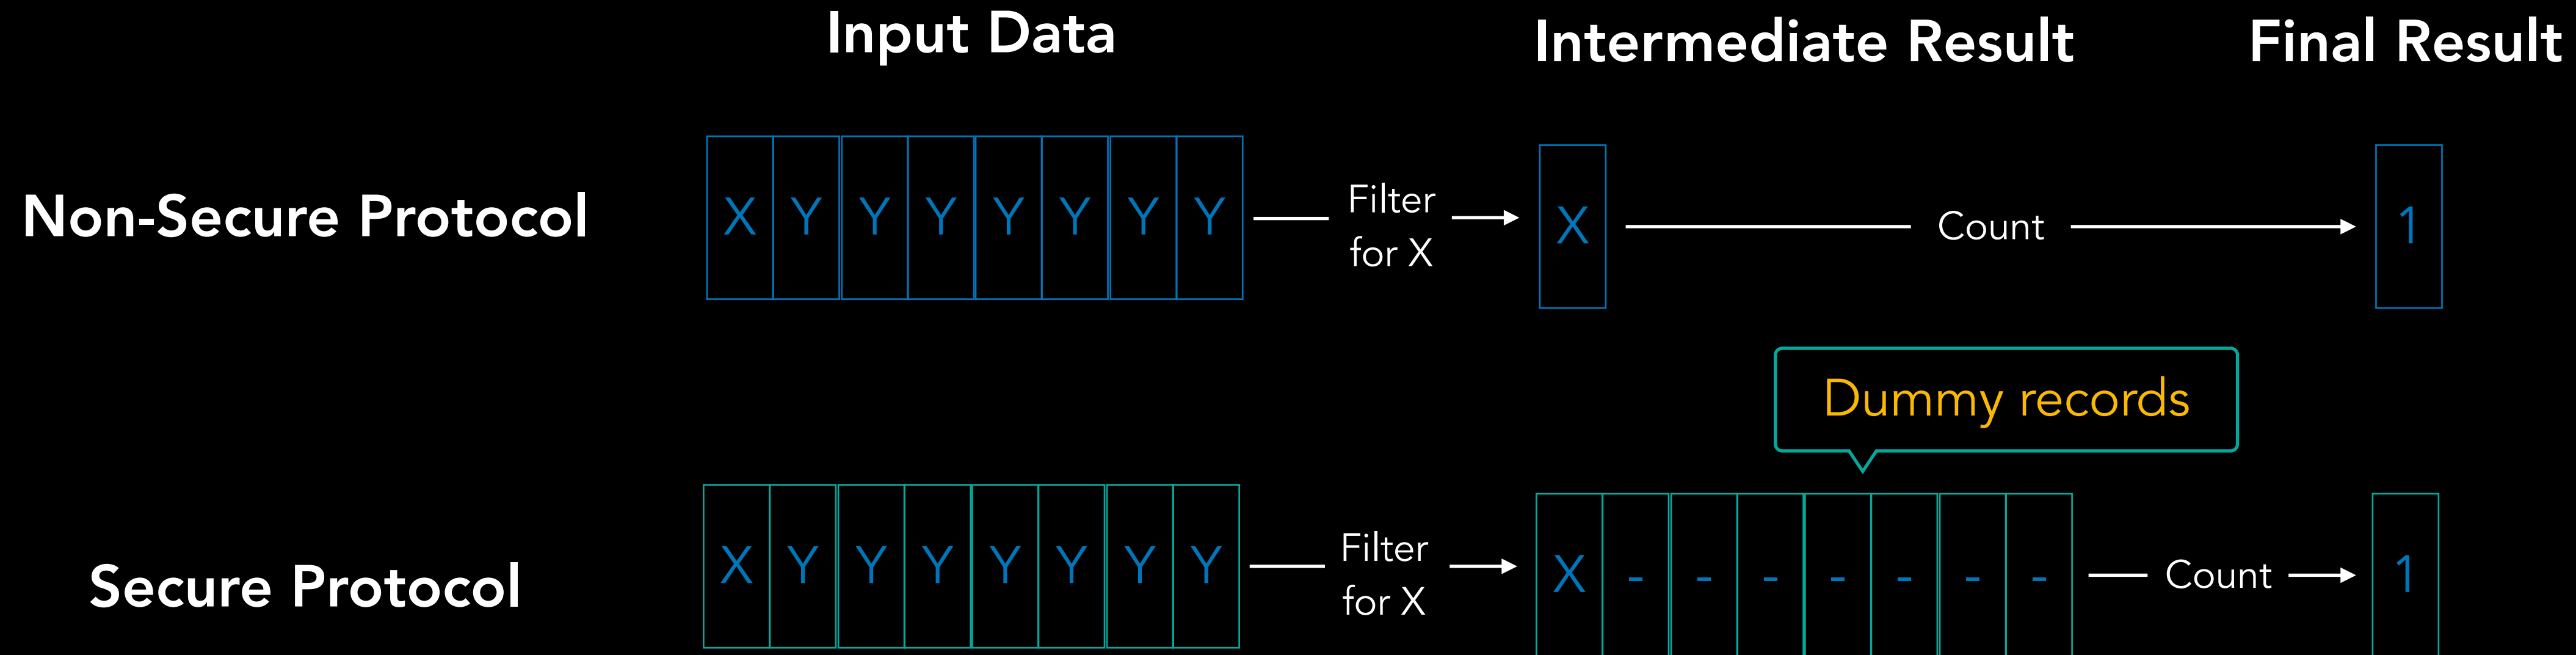 Input Data
Intermediate Result
Final Result
Non-Secure Protocol
X Y Y Y Y Y Y Y
Filter
for X
X
Count
1
Dummy records
Secure Protocol
X Y Y Y Y Y Y Y
Filter
for X
X - - - - - - -
Count
1